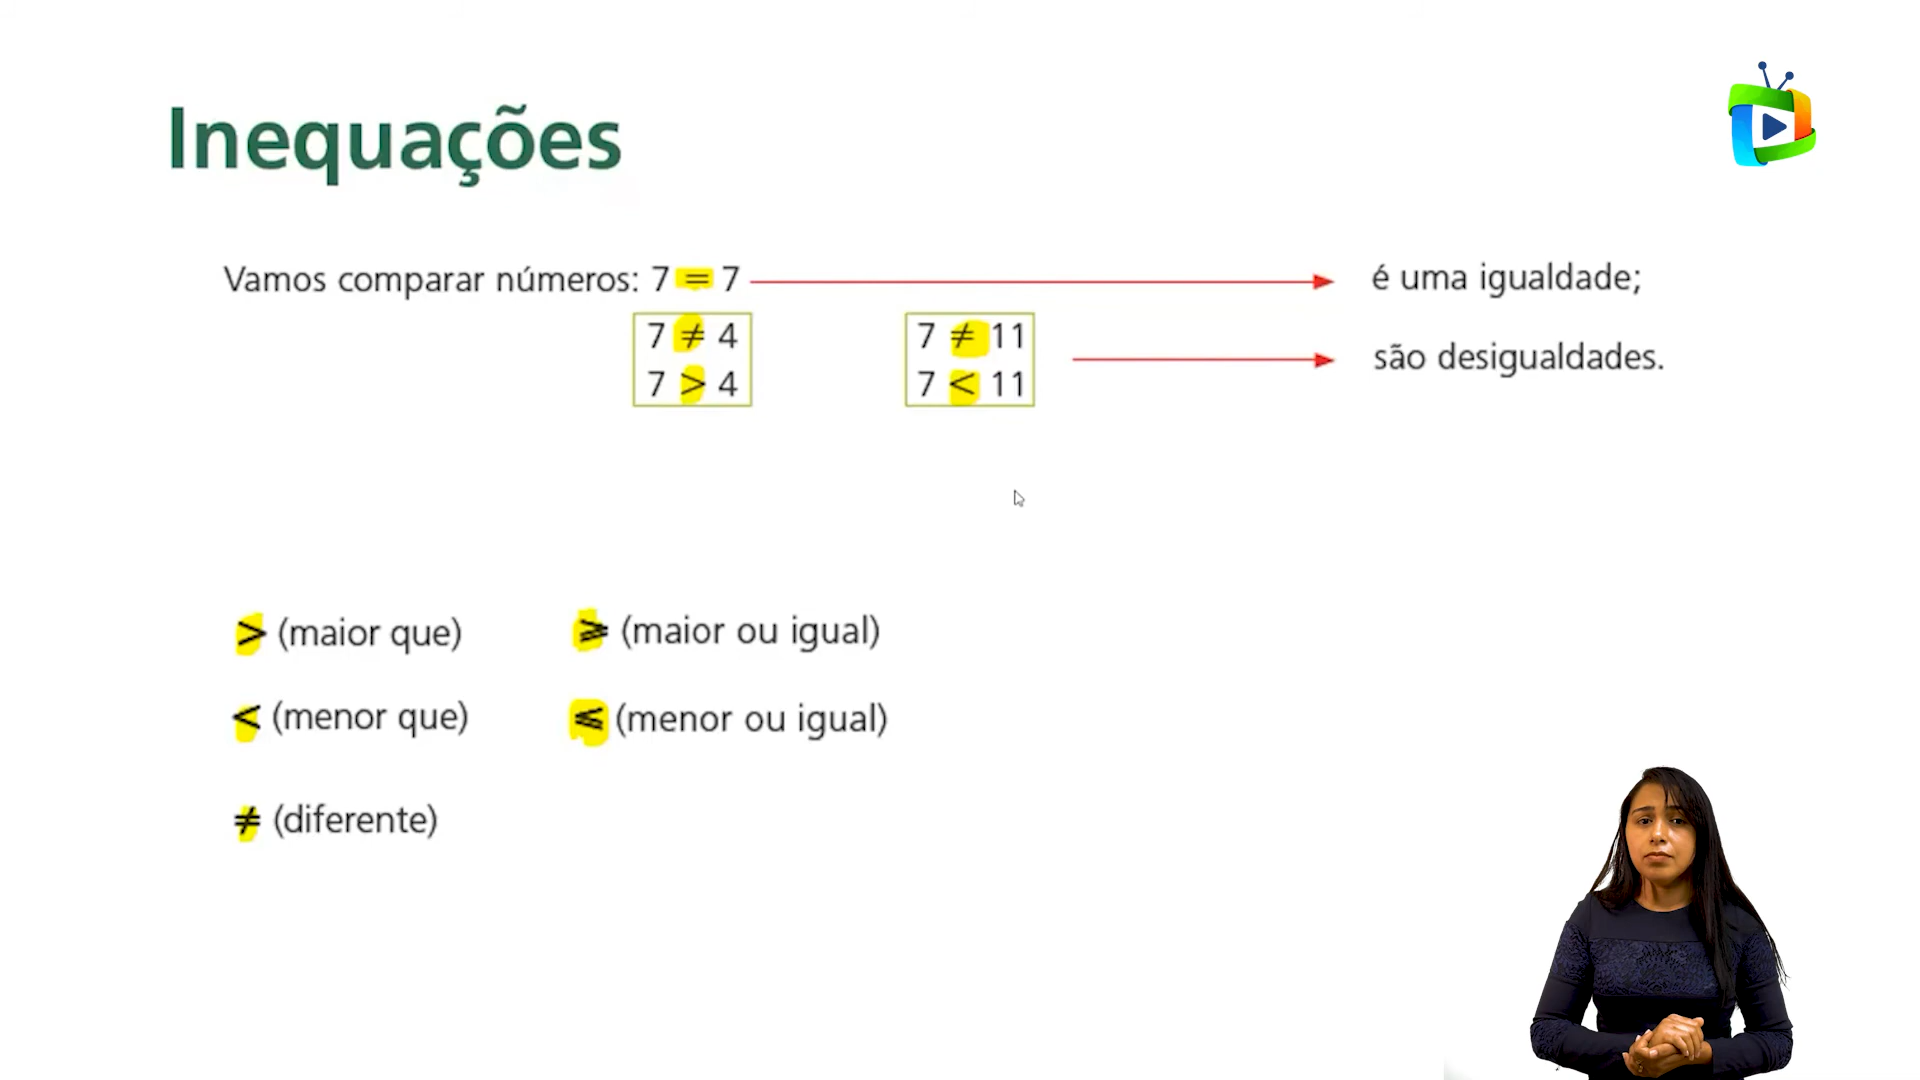 Inequações
Vamos comparar números: 7 = 7 é uma igualdade;
7 ≠ 4 7 ≠ 11
são desigualdades.
7 > 4 7 < 11
> (maior que) ⩾ (maior ou igual)
< (menor que) ⩽ (menor ou igual)
≠ (diferente)